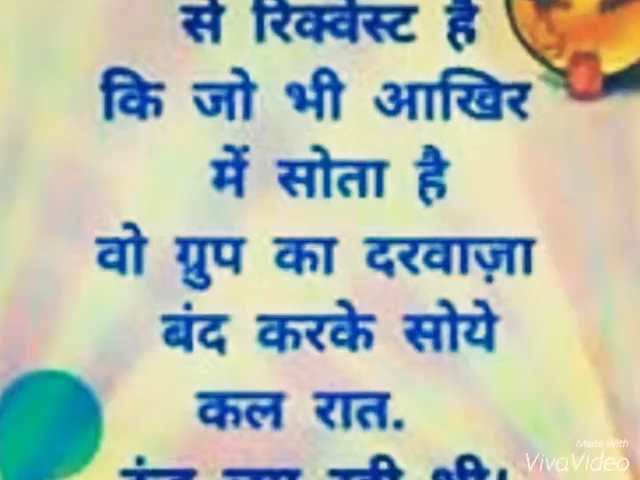 से रिक्वेस्ट है
कि जो भी आखिर
में सोता है
वो ग्रुप का दरवाज़ा
बंद करके सोये
कल रात.
Made With
VivaVideo